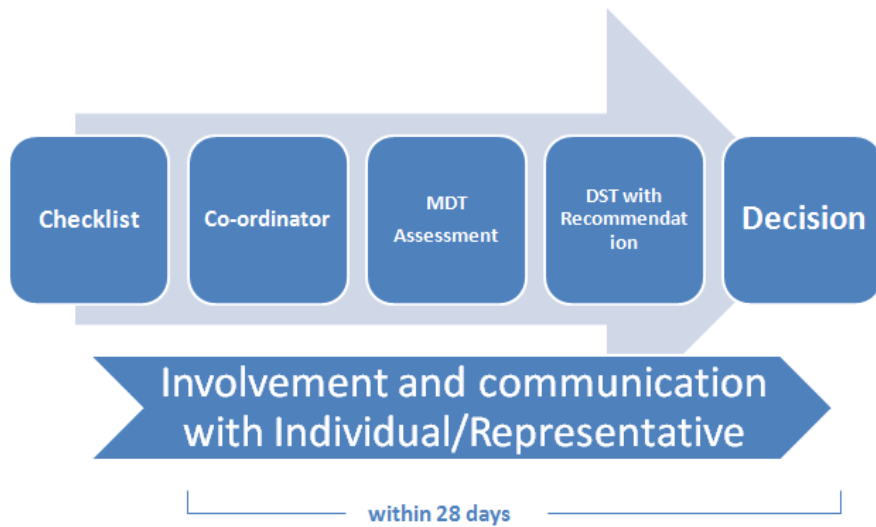 Checklist
Co-ordinator
MDT
Assessment
DST with
Recommendat
ion
Decision
Involvement and communication
with Individual/Representative
within 28 days